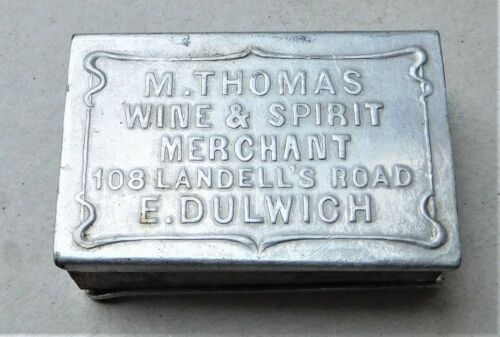 M. THOMAS
WINE & SPIRIT
MERCHANT
108 LANDELL'S ROAD
E. DULWICH